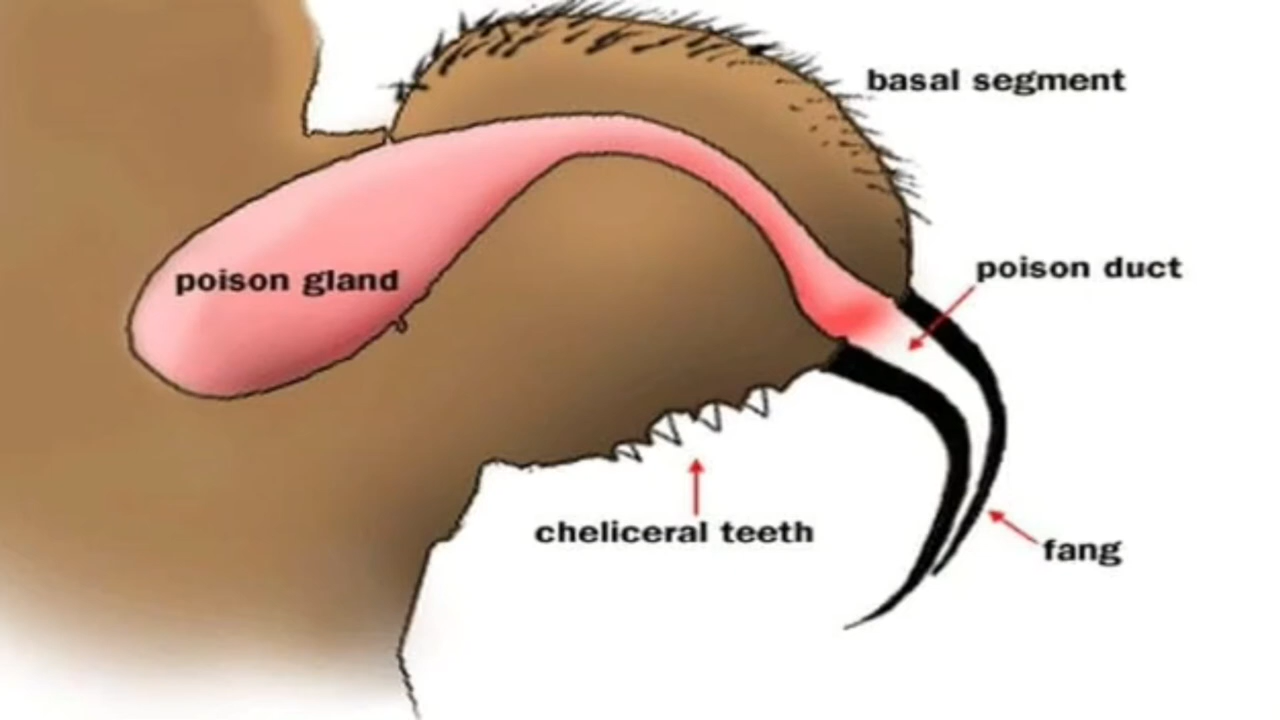 basal segment
poison duct
poison gland
cheliceral teeth
fang